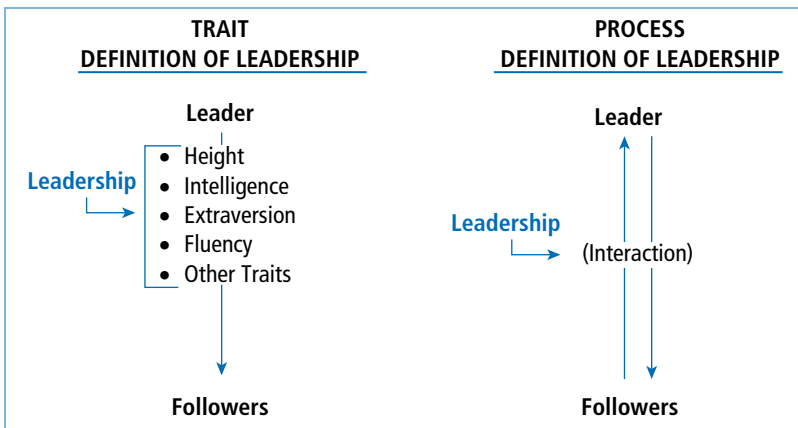 TRAIT
DEFINITION OF LEADERSHIP
Leader
Leadership
• Height
• Intelligence
• Extraversion
• Fluency
• Other Traits
Followers
PROCESS
DEFINITION OF LEADERSHIP
Leader
Leadership
(Interaction)
Followers